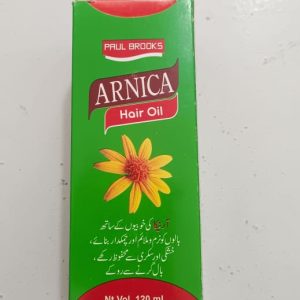 PAUL BROOKS
ARNICA
Hair Oil
آرنیکا کی خوبیوں کے ساتھ
بالوں کو نرم و ملائم اور چمکدار بنائے،
خشکی اور سکری سے محفوظ رکھے،
بال گرنے سے روکے
Nt Vol. 120 ml